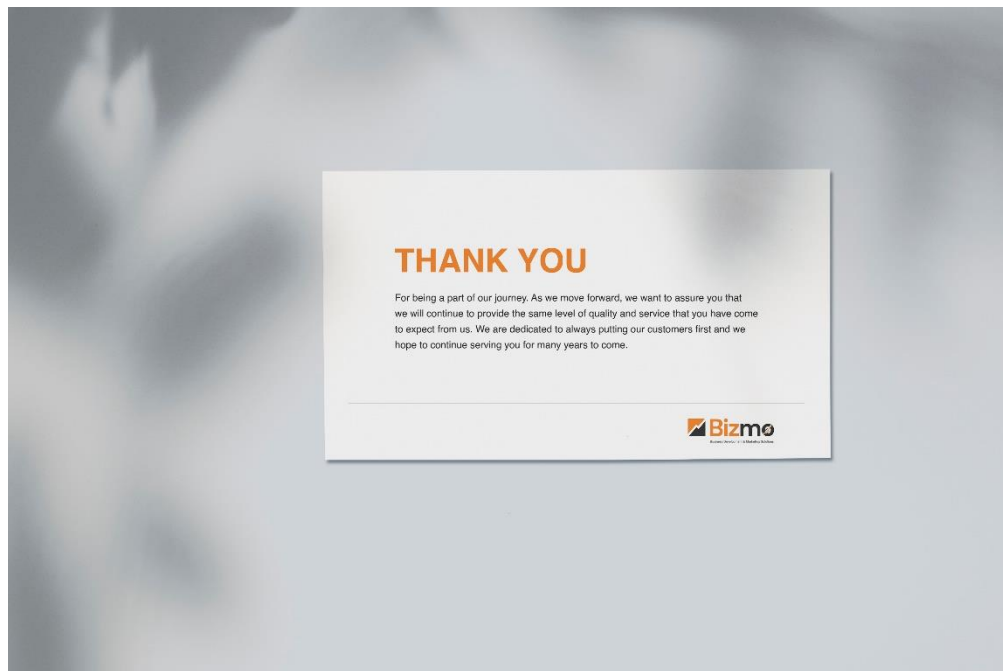 THANK YOU
For being a part of our journey. As we move forward, we want to assure you that
we will continue to provide the same level of quality and service that you have come
to expect from us. We are dedicated to always putting our customers first and we
hope to continue serving you for many years to come.
Bizmo